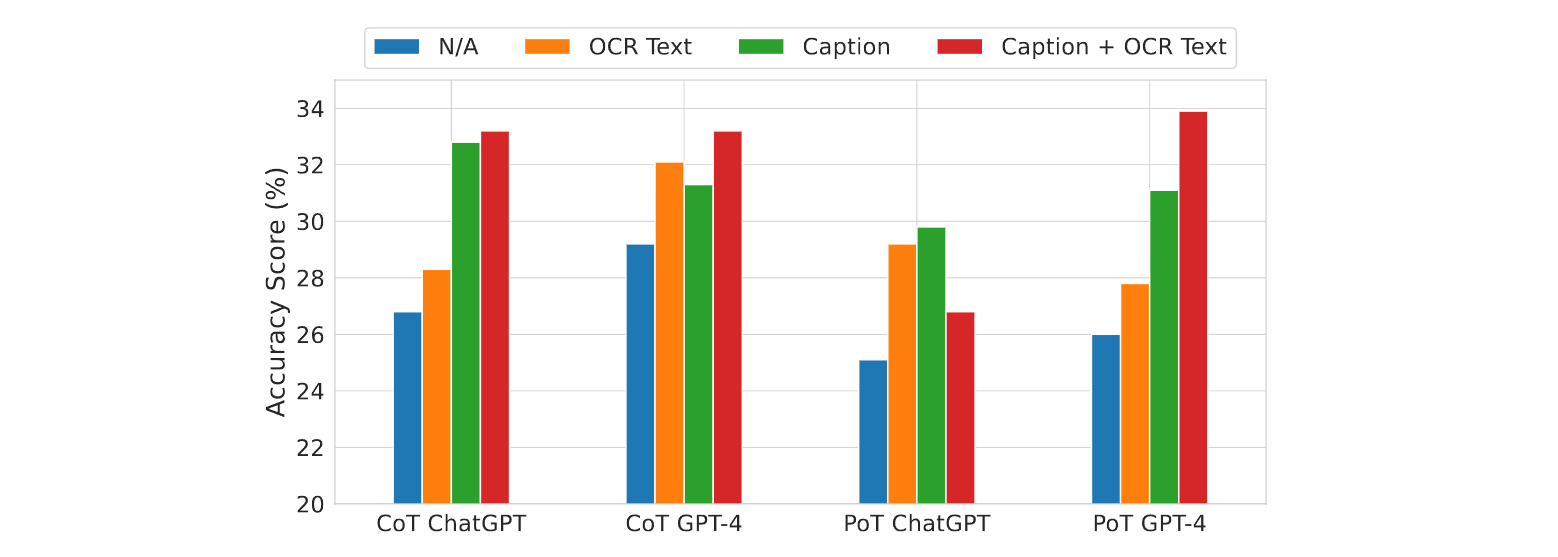 N/A OCR Text Caption Caption + OCR Text
Accuracy Score (%)
34
32
30
28
26
24
22
20
CoT ChatGPT CoT GPT-4 PoT ChatGPT PoT GPT-4